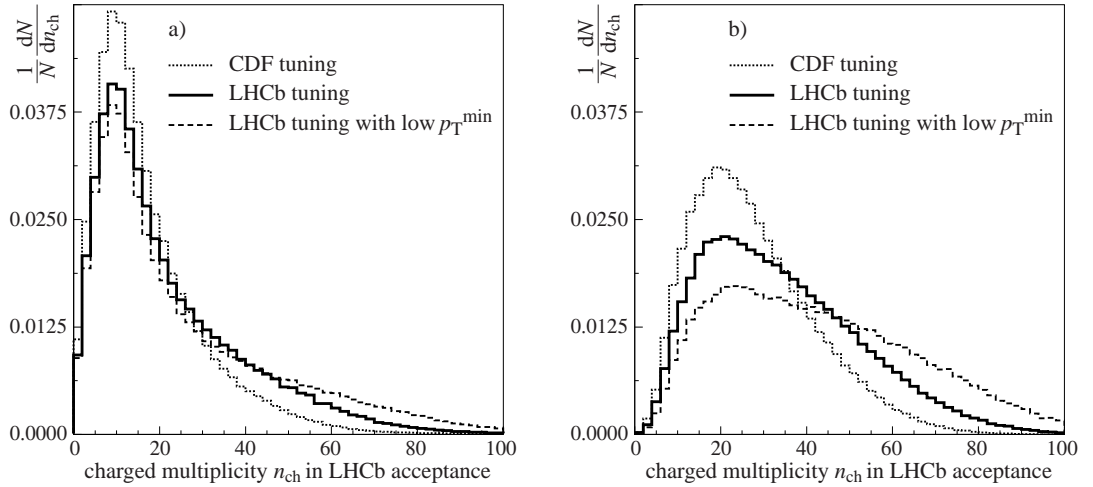 a)
1/N dN/dn_ch
CDF tuning
LHCb tuning
LHCb tuning with low p_T^min
0.0375
0.0250
0.0125
0.0000
0 20 40 60 80 100
charged multiplicity n_ch in LHCb acceptance
b)
1/N dN/dn_ch
CDF tuning
LHCb tuning
LHCb tuning with low p_T^min
0.0375
0.0250
0.0125
0.0000
0 20 40 60 80 100
charged multiplicity n_ch in LHCb acceptance